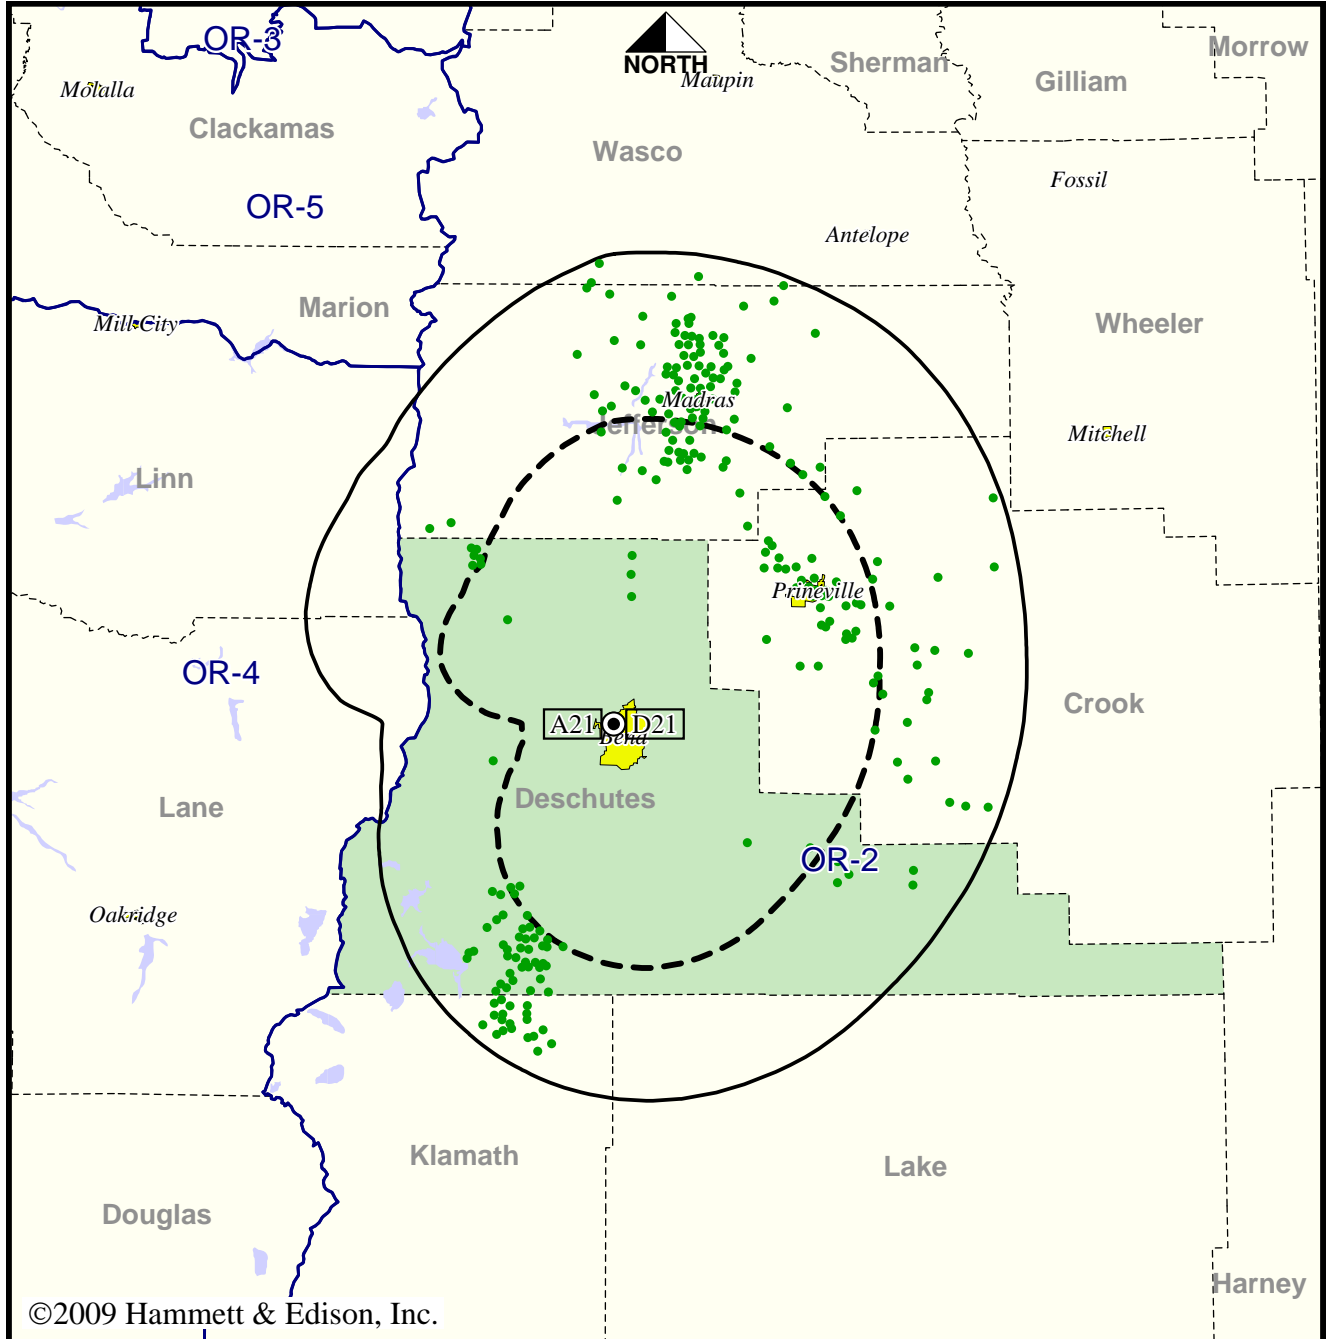 OR-3
NORTH
Sherman
Morrow
Molalla
Maupin
Gilliam
Clackamas
Wasco
Fossil
OR-5
Antelope
Marion
Mill City
Wheeler
Madras
Jefferson
Mitchell
Linn
Prineville
OR-4
Crook
A21
D21
Bend
Lane
Deschutes
OR-2
Oakridge
Klamath
Lake
Douglas
Harney
©2009 Hammett & Edison, Inc.